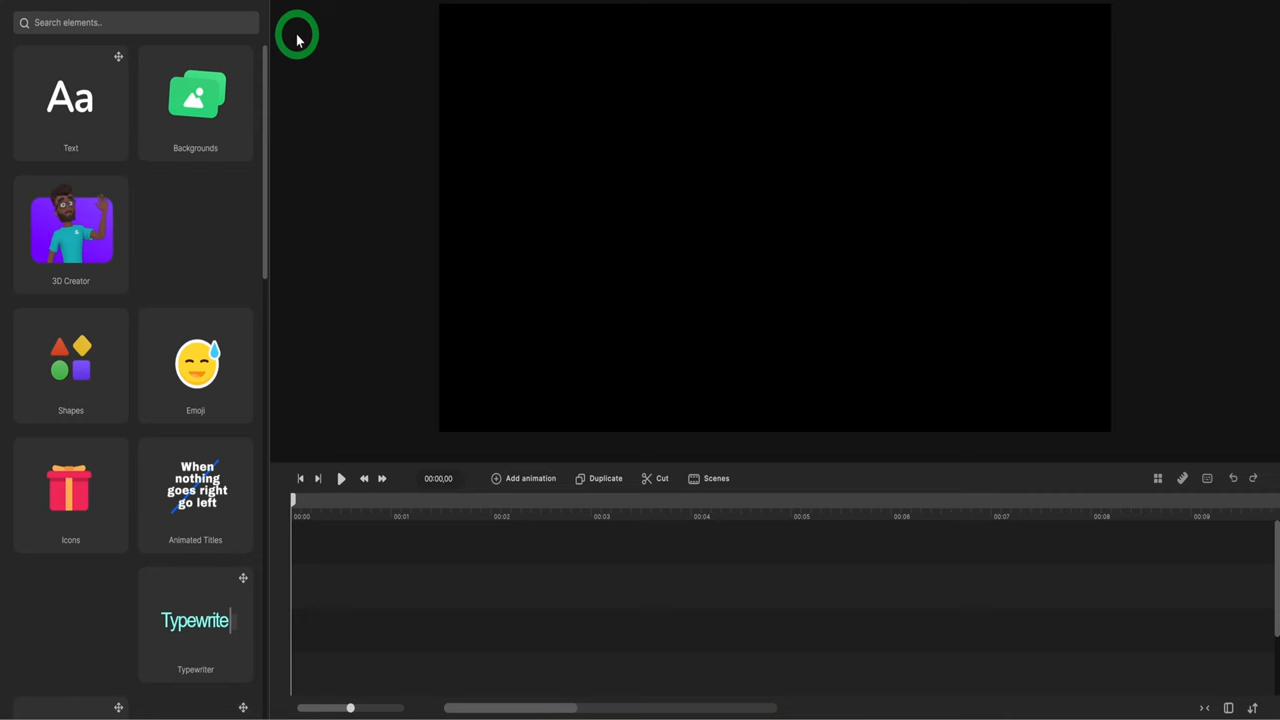 Search elements..
Aa
Text
Backgrounds
3D Creator
Shapes
Emoji
Icons
When
nothing
goes right
go left
Animated Titles
Typewrite
Typewriter
00:00,00
Add animation
Duplicate
Cut
Scenes
00:00
00:01
00:02
00:03
00:04
00:05
00:06
00:07
00:08
00:09